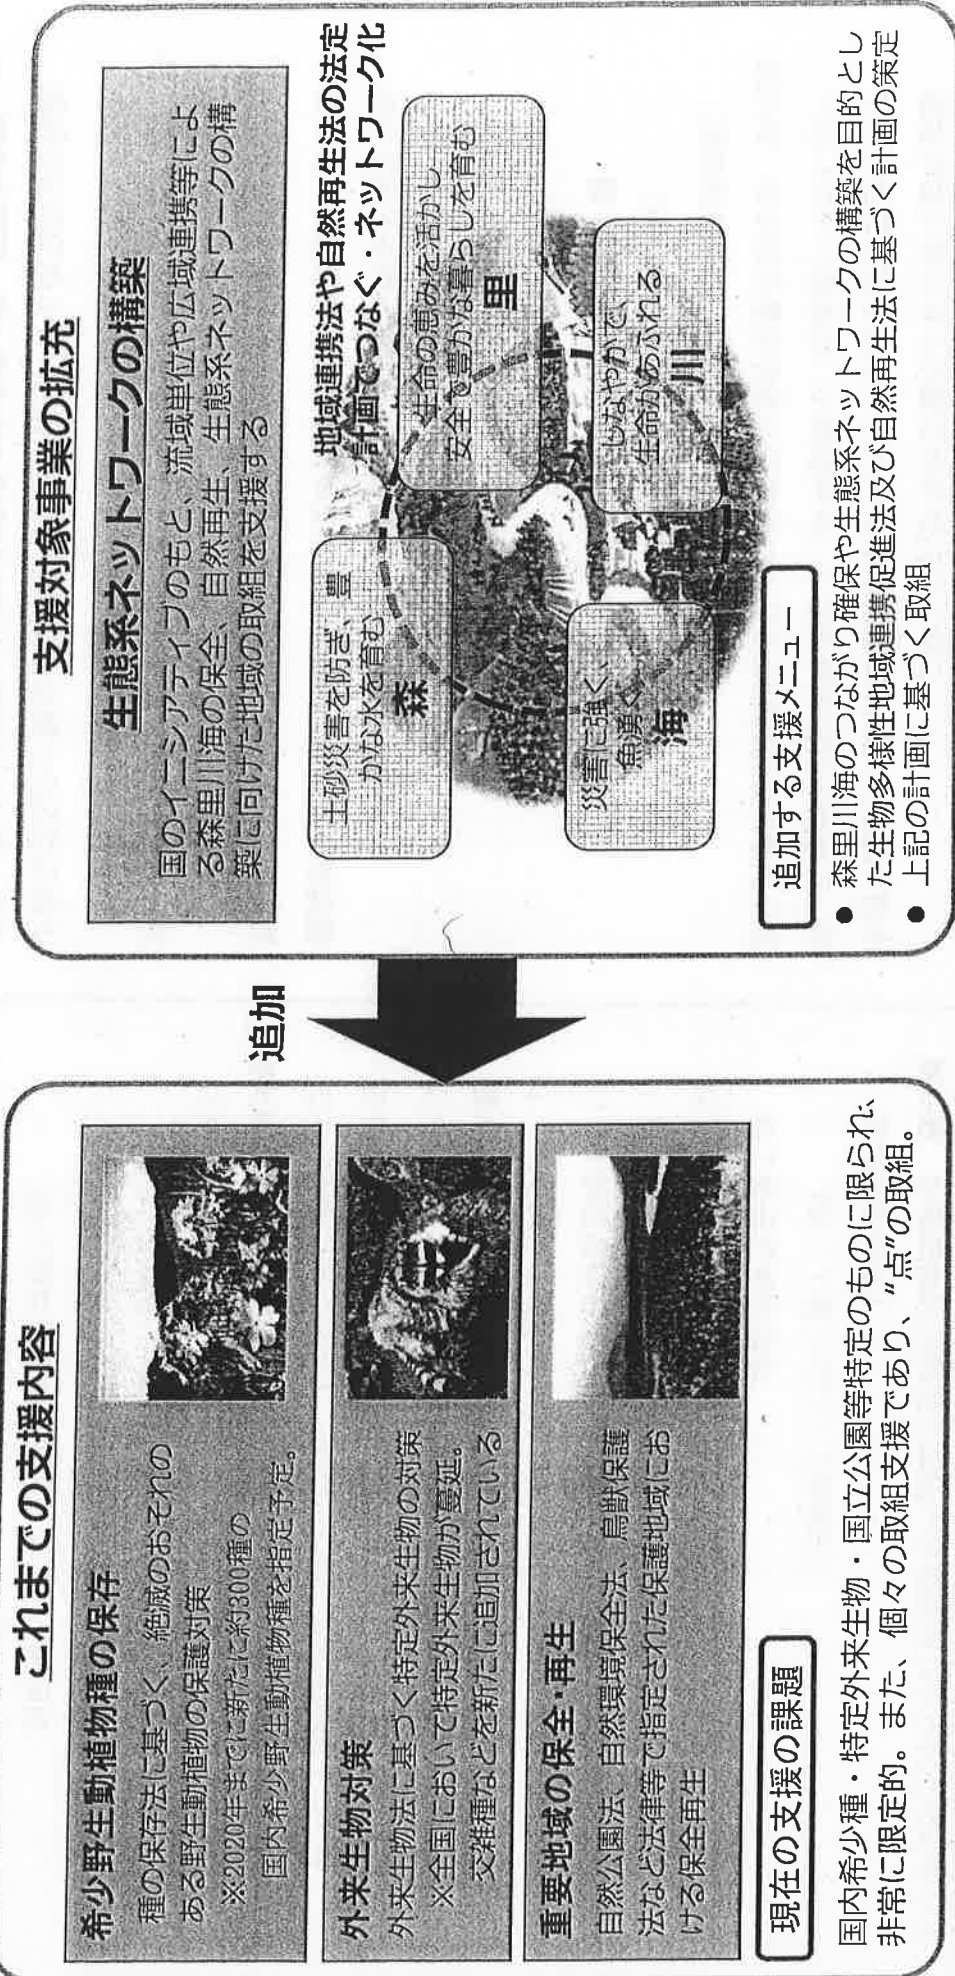 これまでの支援内容
希少野生動植物種の保存
種の保存法に基づく、絶滅のおそれの
ある野生動植物の保護対策
※2020年までに新たに約300種の
国内希少野生動植物種を指定予定。
外来生物対策
外来生物法に基づく特定外来生物の対策
※全国において特定外来生物が蔓延。
交雑種などを新たに追加されている
重要地域の保全・再生
自然公園法、自然環境保全法、鳥獣保護
法など法律等で指定された保護地域にお
ける保全再生
現在の支援の課題
国内希少種・特定外来生物・国立公園等特定のものに限られ、
非常に限定的。また、個々の取組支援であり、“点”の取組。
追加
支援対象事業の拡充
生態系ネットワークの構築
国のイニシアティブのもと、流域単位や広域連携等によ
る森里川海の保全、自然再生、生態系ネットワークの構
築に向けた地域の取組を支援する
地域連携法や自然再生法の法定
計画でつなぐ・ネットワーク化
土砂災害を防ぎ、豊
かな水を育む
森
生命の恵みを活かし、
安全で豊かな暮らしを育む
里
災害に強く、
魚湧く
海
しなやかで、
生命があふれる
川
追加する支援メニュー
● 森里川海のつながり確保や生態系ネットワークの構築を目的とし
た生物多様性地域連携促進法及び自然再生法に基づく計画の策定
● 上記の計画に基づく取組